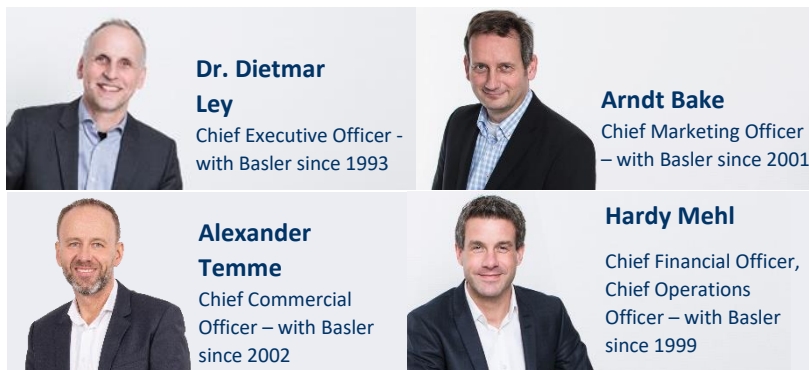 Dr. Dietmar
Ley
Chief Executive Officer -
with Basler since 1993
Arndt Bake
Chief Marketing Officer
– with Basler since 2001
Alexander
Temme
Chief Commercial
Officer – with Basler
since 2002
Hardy Mehl
Chief Financial Officer,
Chief Operations
Officer – with Basler
since 1999